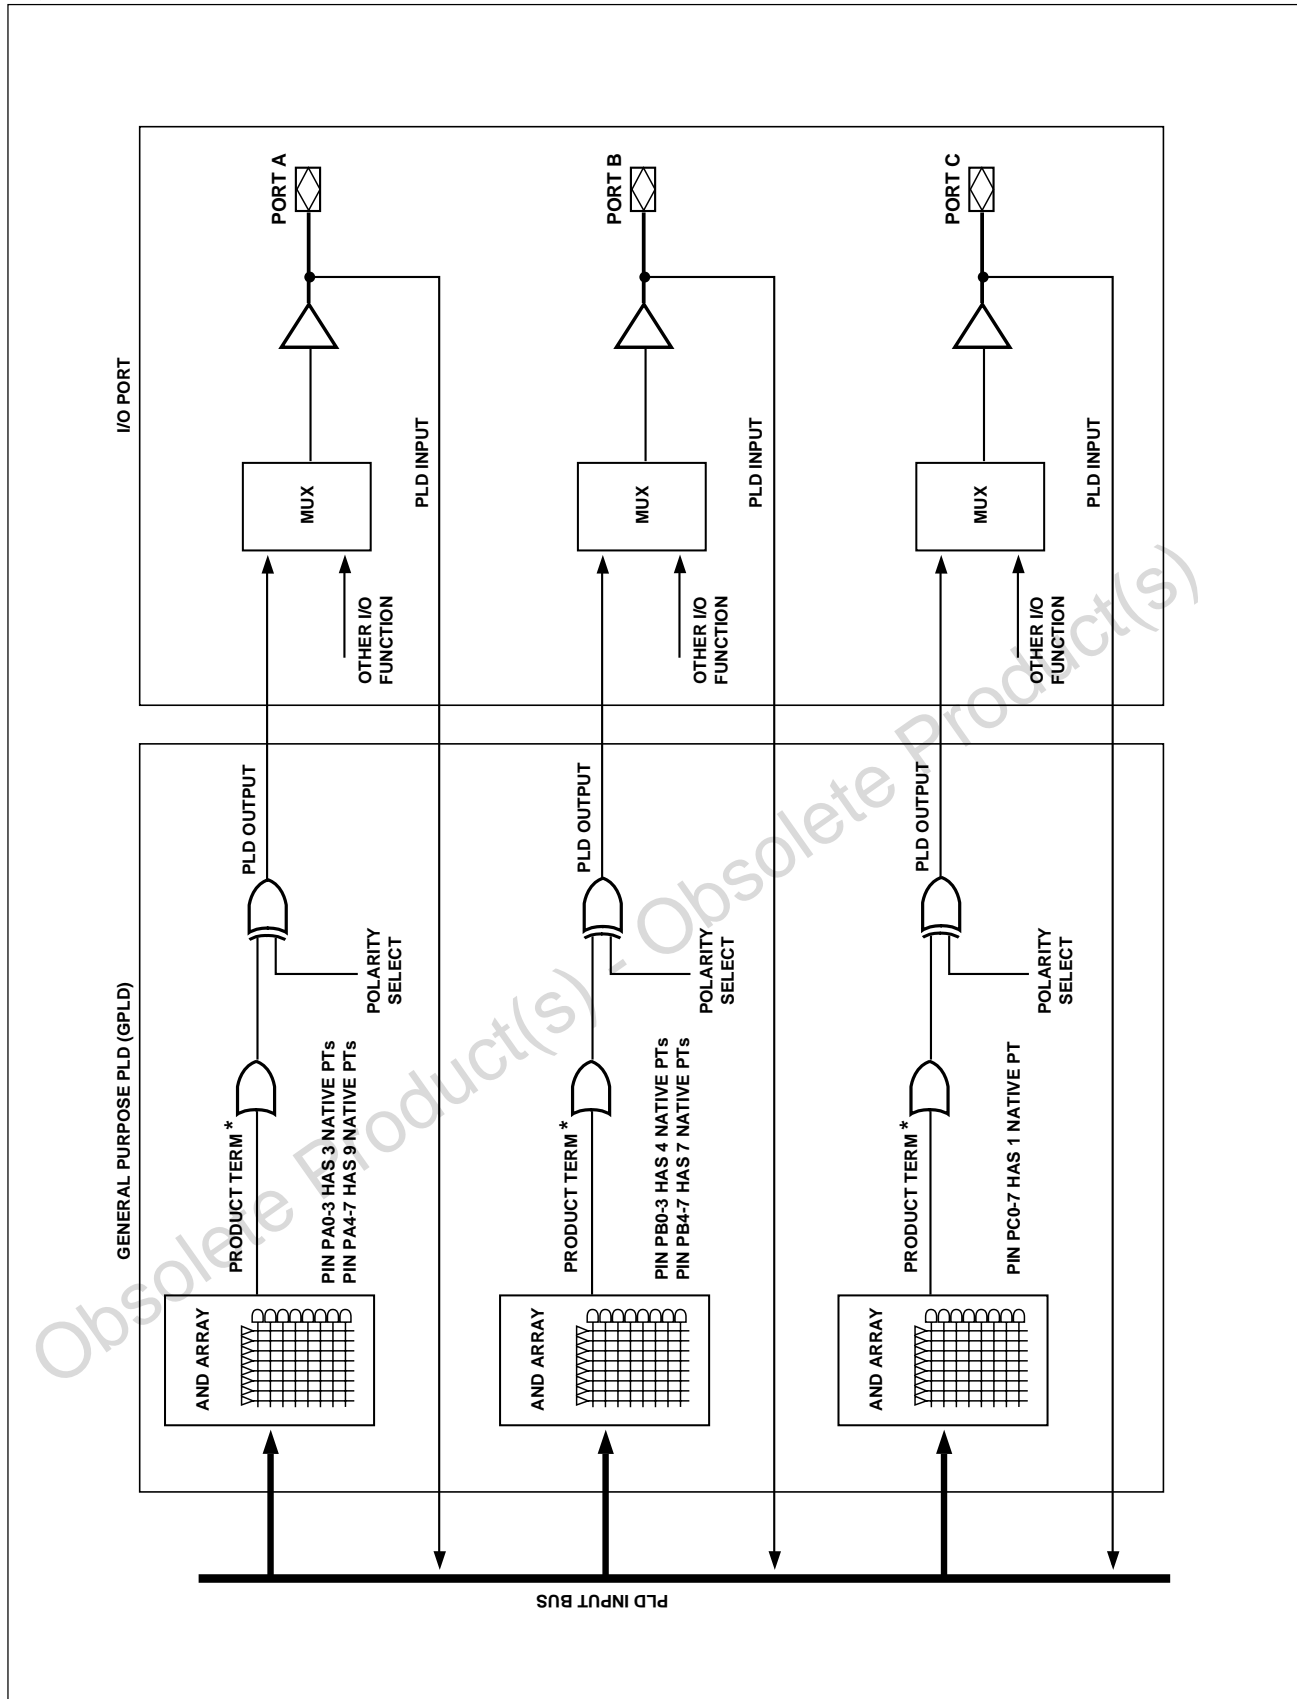 I/O PORT
PORT A
MUX
OTHER I/O
FUNCTION
PLD INPUT
PORT B
MUX
OTHER I/O
FUNCTION
PLD INPUT
PORT C
MUX
OTHER I/O
FUNCTION
PLD INPUT
GENERAL PURPOSE PLD (GPLD)
AND ARRAY
PRODUCT TERM *
PIN PA0-3 HAS 3 NATIVE PTs
PIN PA4-7 HAS 9 NATIVE PTs
POLARITY
SELECT
PLD OUTPUT
AND ARRAY
PRODUCT TERM *
PIN PB0-3 HAS 4 NATIVE PTs
PIN PB4-7 HAS 7 NATIVE PTs
POLARITY
SELECT
PLD OUTPUT
AND ARRAY
PRODUCT TERM *
PIN PC0-7 HAS 1 NATIVE PT
POLARITY
SELECT
PLD OUTPUT
PLD INPUT BUS
Obsolete Product(s) - Obsolete Product(s)